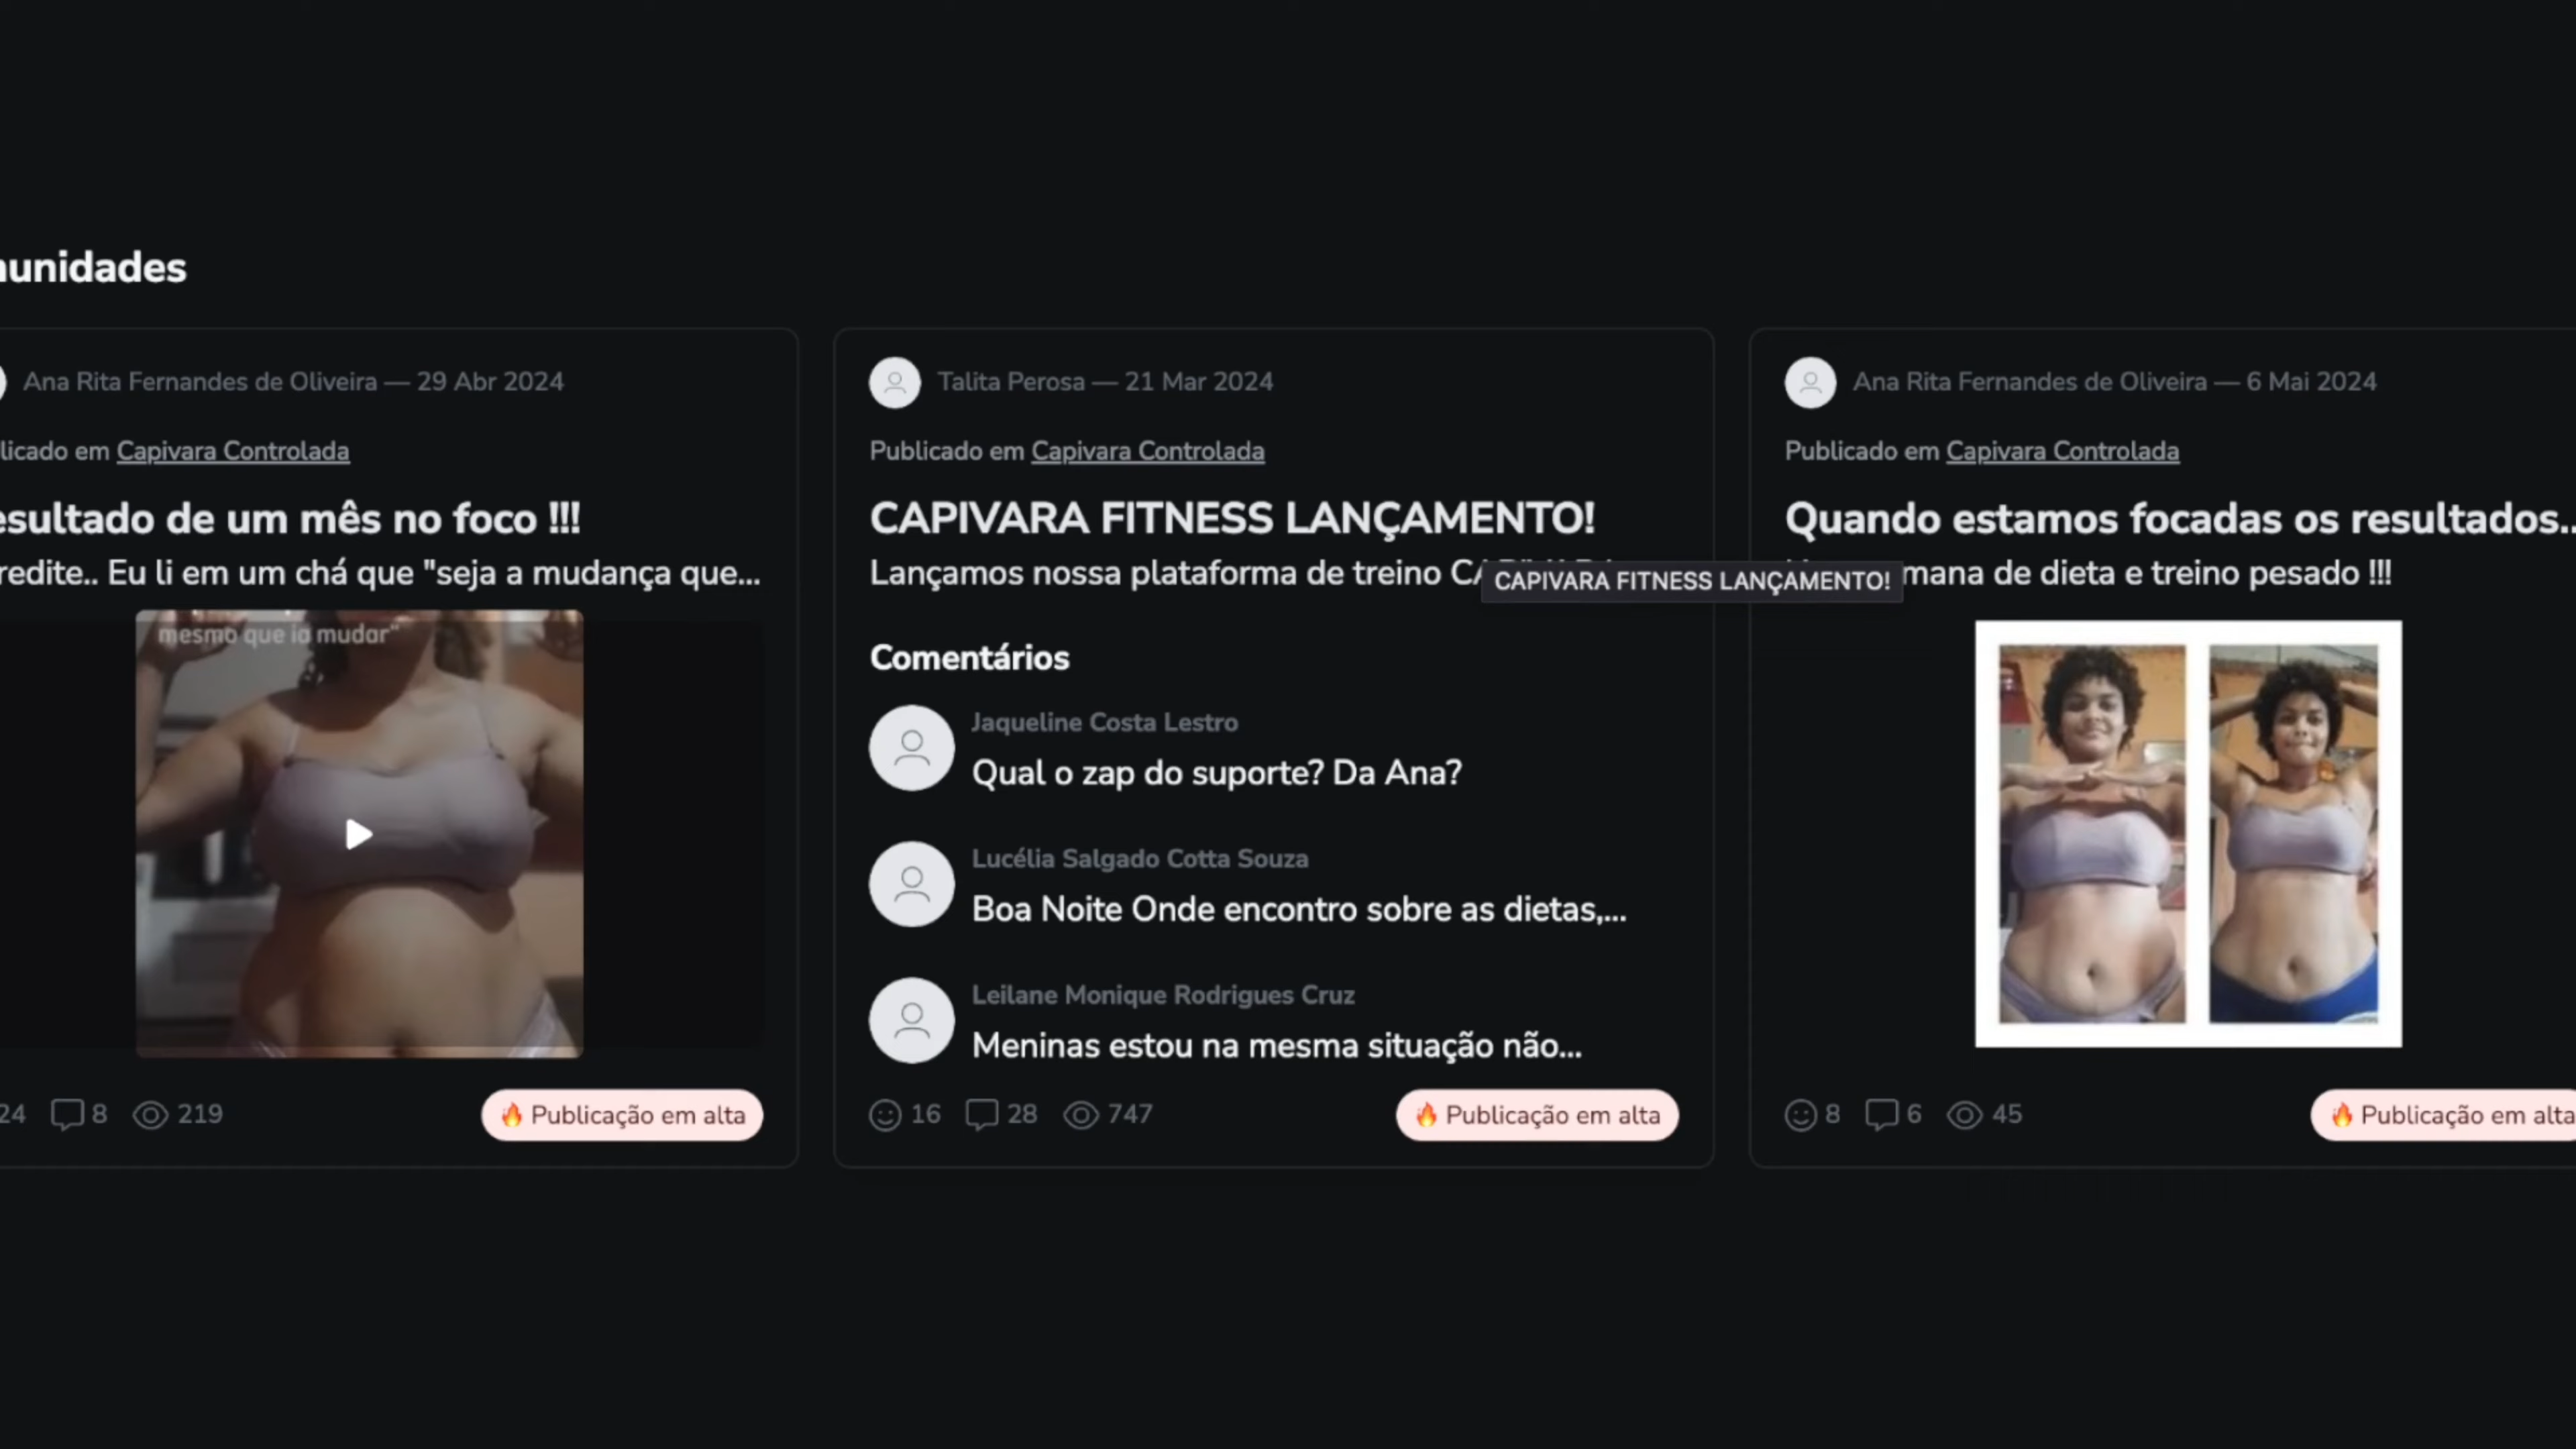 munidades
Ana Rita Fernandes de Oliveira — 29 Abr 2024
licado em Capivara Controlada
esultado de um mês no foco !!!
redite.. Eu li em um chá que "seja a mudança que...
mesmo que ia mudar"
24 8 219 🔥 Publicação em alta
Talita Perosa — 21 Mar 2024
Publicado em Capivara Controlada
CAPIVARA FITNESS LANÇAMENTO!
Lançamos nossa plataforma de treino
CAPIVARA FITNESS LANÇAMENTO!
Comentários
Jaqueline Costa Lestro
Qual o zap do suporte? Da Ana?
Lucélia Salgado Cotta Souza
Boa Noite Onde encontro sobre as dietas,...
Leilane Monique Rodrigues Cruz
Meninas estou na mesma situação não...
16 28 747 🔥 Publicação em alta
Ana Rita Fernandes de Oliveira — 6 Mai 2024
Publicado em Capivara Controlada
Quando estamos focadas os resultados..
mana de dieta e treino pesado !!!
8 6 45 🔥 Publicação em alta